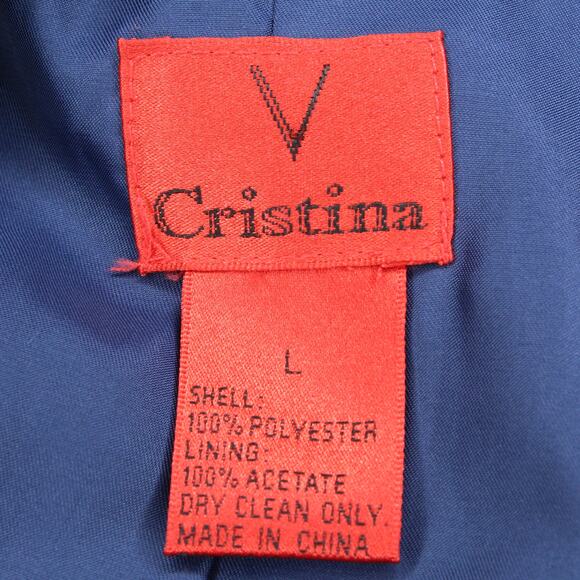 V
Cristina
L
SHELL:
100% POLYESTER
LINING:
100% ACETATE
DRY CLEAN ONLY.
MADE IN CHINA